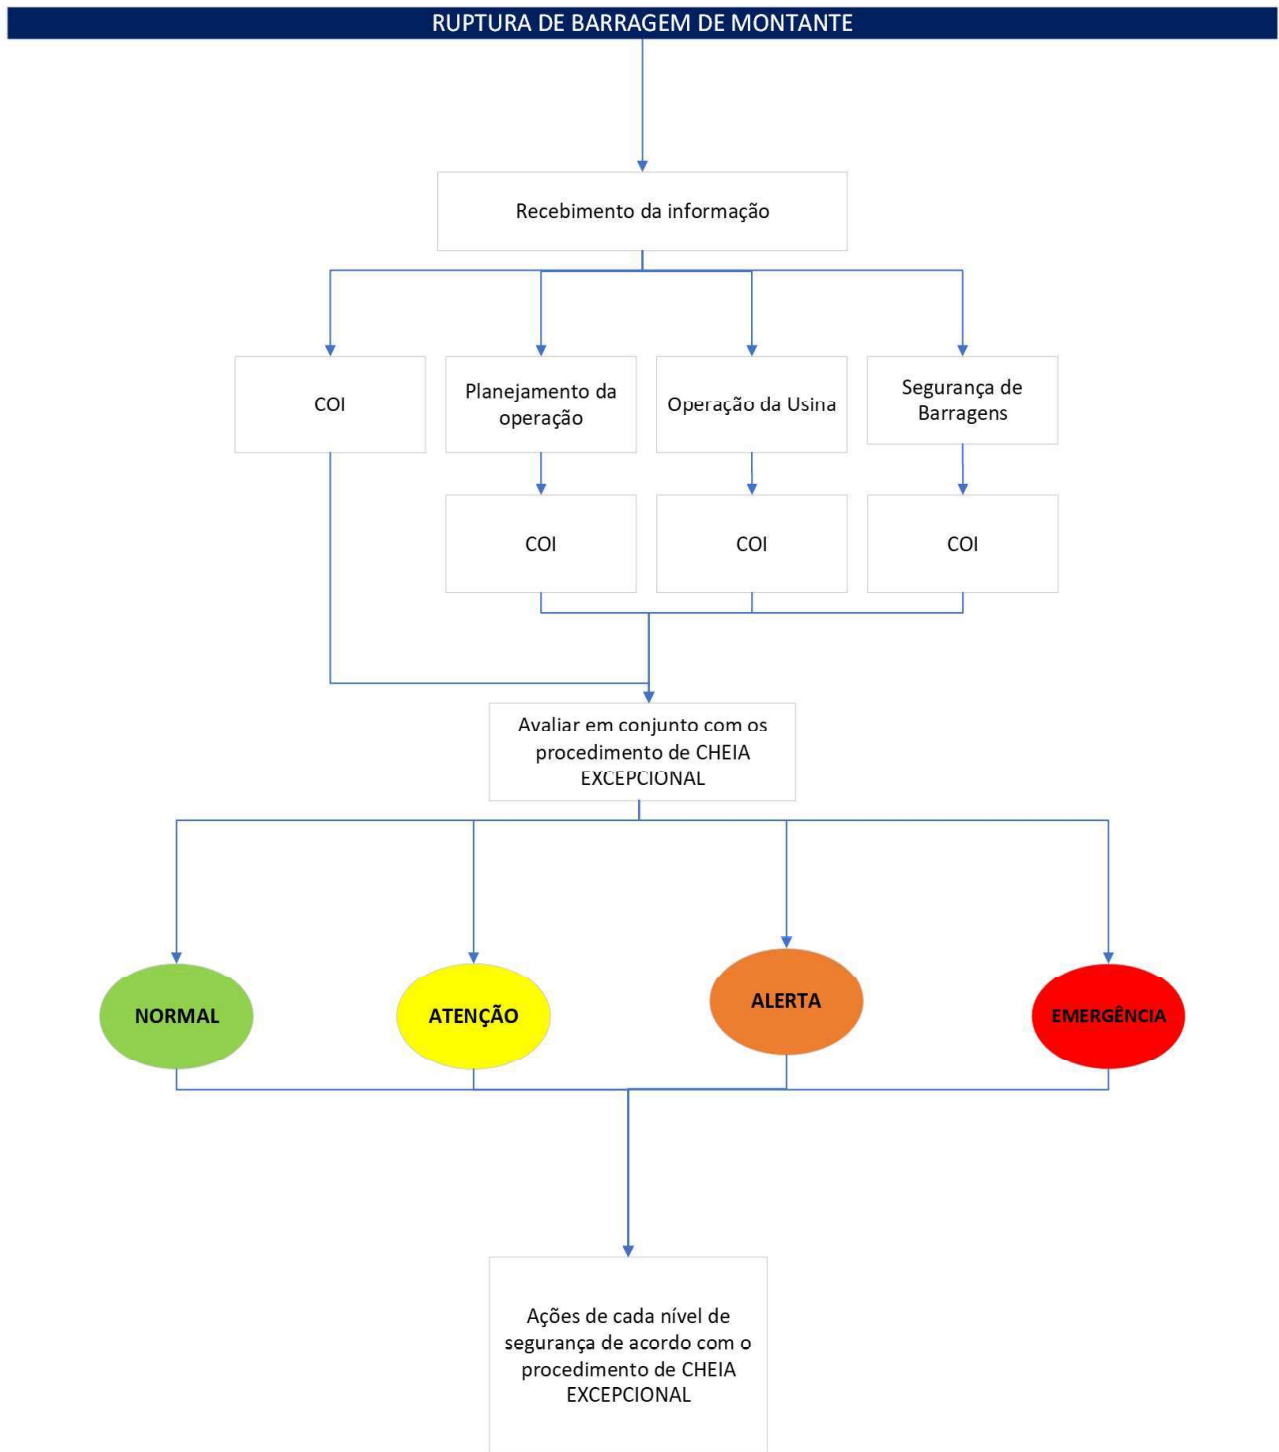 RUPTURA DE BARRAGEM DE MONTANTE
Recebimento da informação
COI
Planejamento da
operação
Operação da Usina
Segurança de
Barragens
COI
COI
COI
Avaliar em conjunto com os
procedimento de CHEIA
EXCEPCIONAL
NORMAL
ATENÇÃO
ALERTA
EMERGÊNCIA
Ações de cada nível de
segurança de acordo com o
procedimento de CHEIA
EXCEPCIONAL